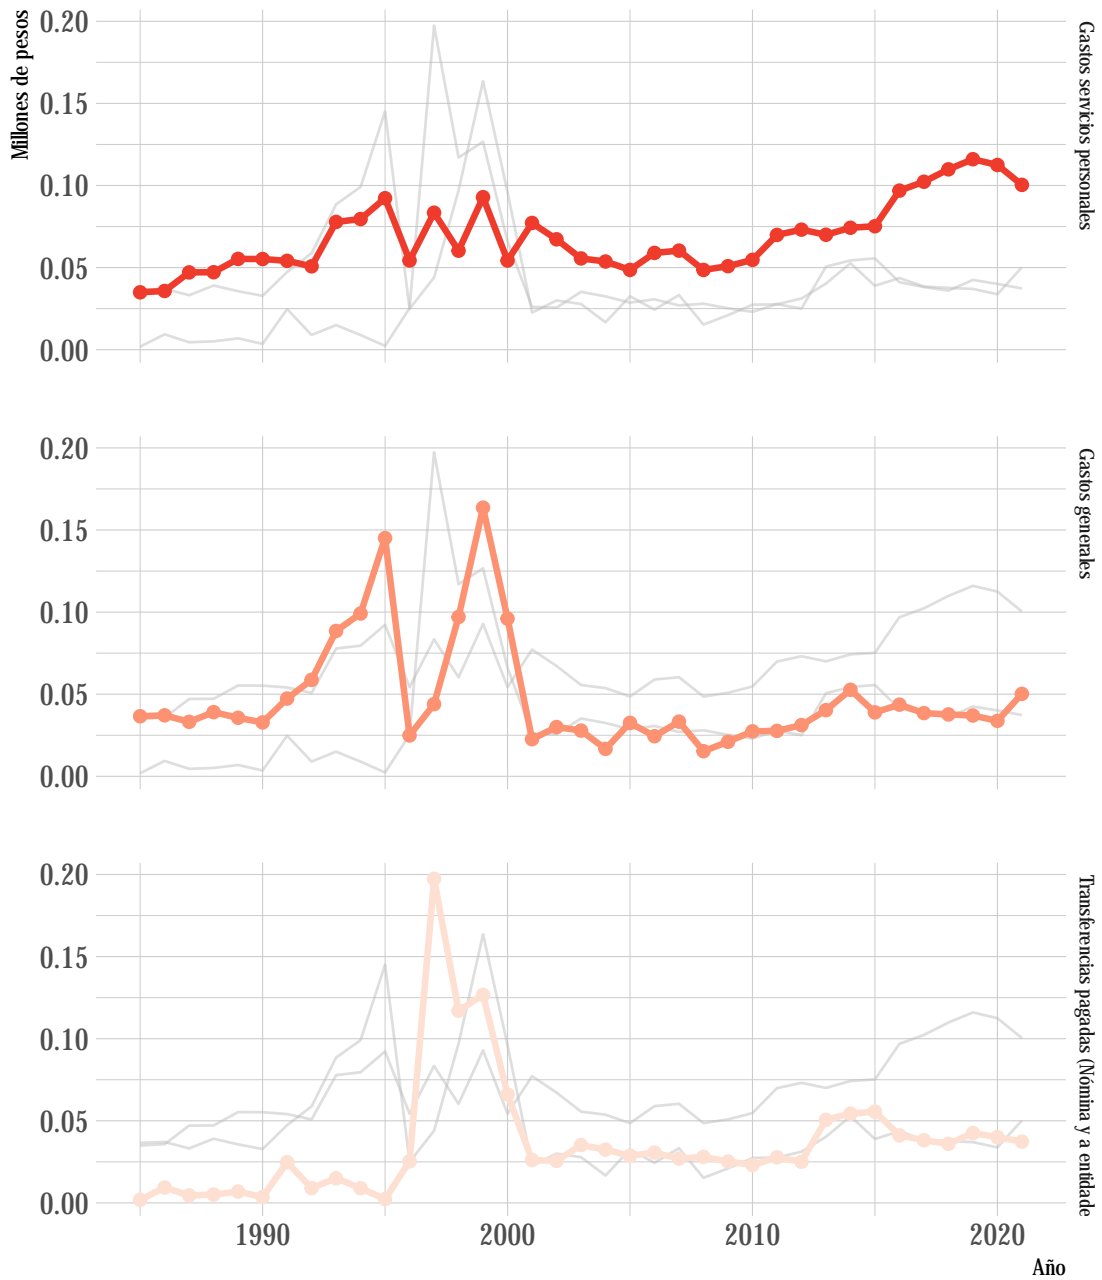 Millones de pesos
0.20
0.15
0.10
0.05
0.00
Gastos servicios personales
0.20
0.15
0.10
0.05
0.00
Gastos generales
0.20
0.15
0.10
0.05
0.00
Transferencias pagadas (Nómina y a entidade
1990 2000 2010 2020
Año